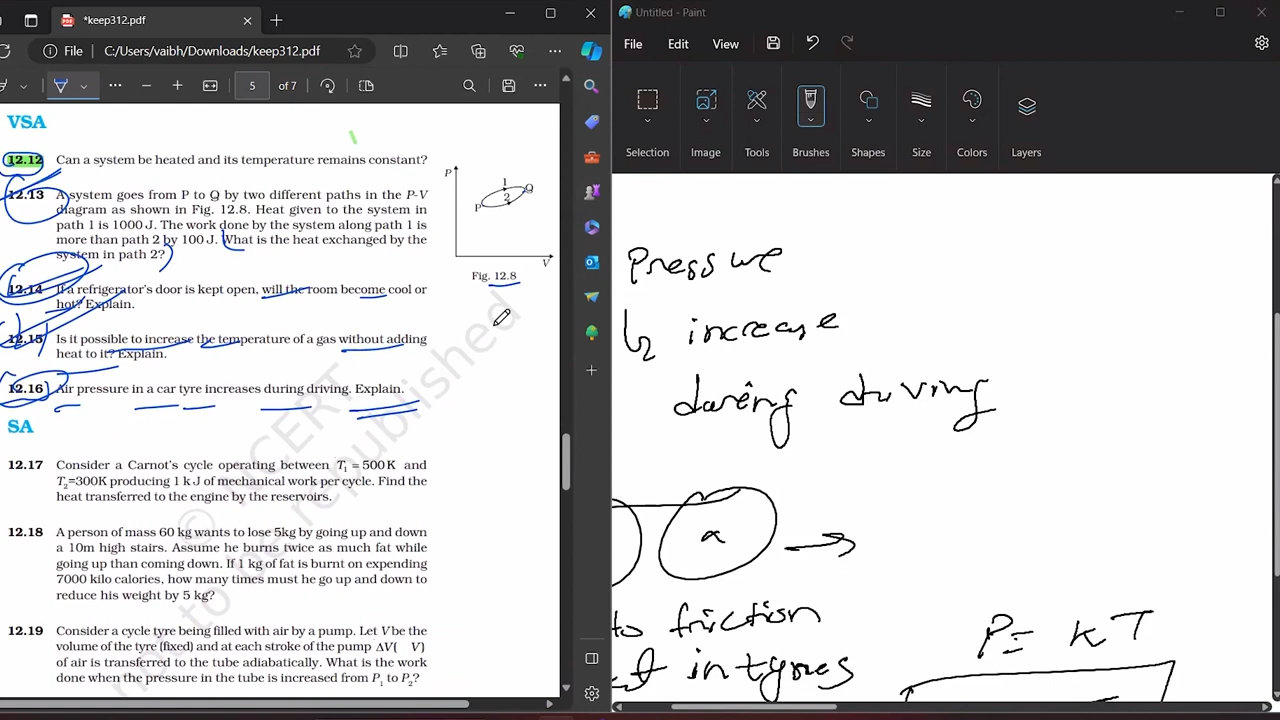 *keep312.pdf
Untitled - Paint
File
C:/Users/vaibh/Downloads/keep312.pdf
File
Edit
View
5
of 7
Selection
Image
Tools
Brushes
Shapes
Size
Colors
Layers
VSA
12.12 Can a system be heated and its temperature remains constant?
12.13 A system goes from P to Q by two different paths in the P-V
diagram as shown in Fig. 12.8. Heat given to the system in
path 1 is 1000 J. The work done by the system along path 1 is
more than path 2 by 100 J. What is the heat exchanged by the
system in path 2?
P
1
Q
2
P
V
Fig. 12.8
12.14 If a refrigerator's door is kept open, will the room become cool or
hot? Explain.
12.15 Is it possible to increase the temperature of a gas without adding
heat to it? Explain.
12.16 Air pressure in a car tyre increases during driving. Explain.
SA
12.17 Consider a Carnot's cycle operating between T1 = 500K and
T2=300K producing 1 k J of mechanical work per cycle. Find the
heat transferred to the engine by the reservoirs.
12.18 A person of mass 60 kg wants to lose 5kg by going up and down
a 10m high stairs. Assume he burns twice as much fat while
going up than coming down. If 1 kg of fat is burnt on expending
7000 kilo calories, how many times must he go up and down to
reduce his weight by 5 kg?
12.19 Consider a cycle tyre being filled with air by a pump. Let V be the
volume of the tyre (fixed) and at each stroke of the pump ΔV( V)
of air is transferred to the tube adiabatically. What is the work
done when the pressure in the tube is increased from P1 to P2?
© NCERT
not to be republished
Pressure
increase
during driving
to friction
in tyres
P = kT